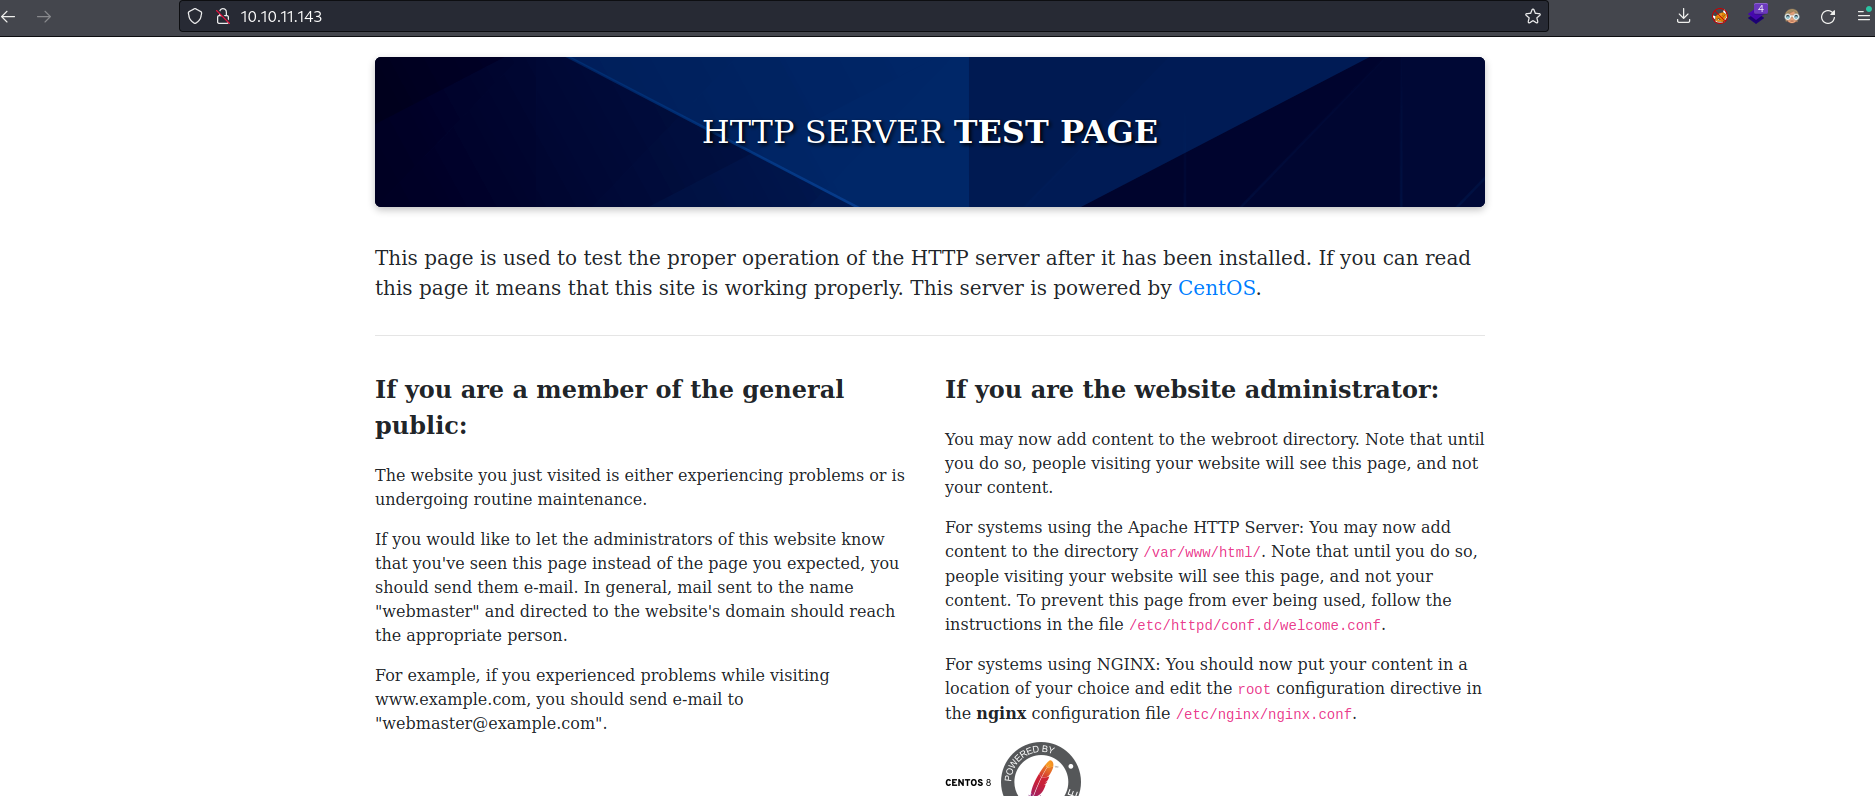 10.10.11.143
4
HTTP SERVER TEST PAGE
This page is used to test the proper operation of the HTTP server after it has been installed. If you can read
this page it means that this site is working properly. This server is powered by CentOS.
If you are a member of the general
public:
The website you just visited is either experiencing problems or is
undergoing routine maintenance.
If you would like to let the administrators of this website know
that you've seen this page instead of the page you expected, you
should send them e-mail. In general, mail sent to the name
"webmaster" and directed to the website's domain should reach
the appropriate person.
For example, if you experienced problems while visiting
www.example.com, you should send e-mail to
"webmaster@example.com".
If you are the website administrator:
You may now add content to the webroot directory. Note that until
you do so, people visiting your website will see this page, and not
your content.
For systems using the Apache HTTP Server: You may now add
content to the directory /var/www/html/. Note that until you do so,
people visiting your website will see this page, and not your
content. To prevent this page from ever being used, follow the
instructions in the file /etc/httpd/conf.d/welcome.conf.
For systems using NGINX: You should now put your content in a
location of your choice and edit the root configuration directive in
the nginx configuration file /etc/nginx/nginx.conf.
CENTOS 8
POWERED BY